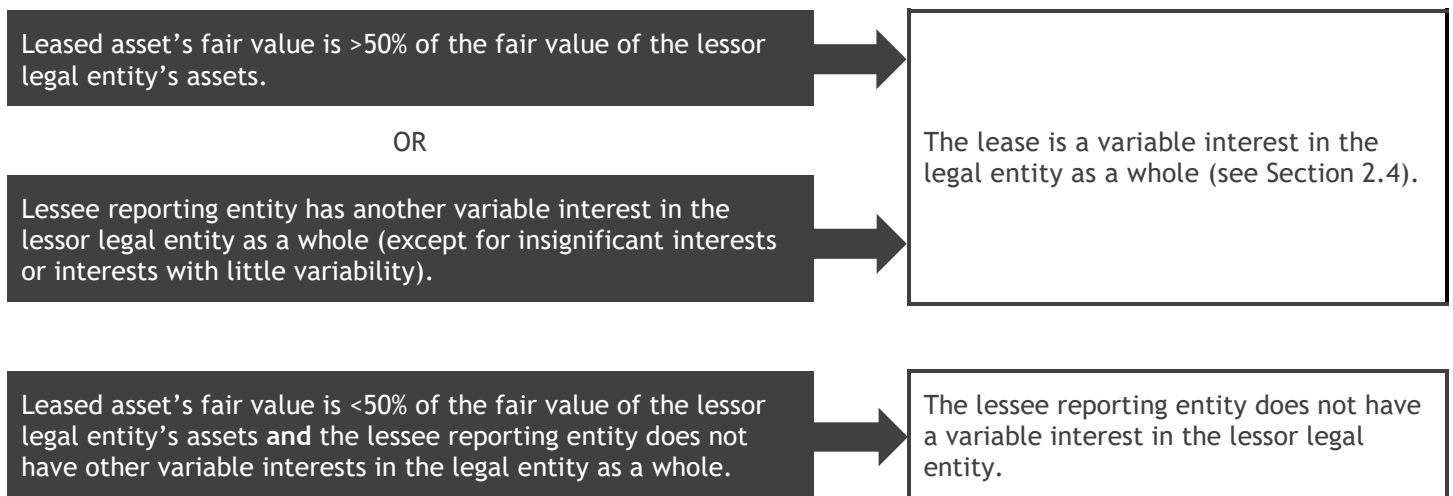 Leased asset’s fair value is >50% of the fair value of the lessor
legal entity’s assets.
OR
Lessee reporting entity has another variable interest in the
lessor legal entity as a whole (except for insignificant interests
or interests with little variability).
The lease is a variable interest in the
legal entity as a whole (see Section 2.4).
Leased asset’s fair value is <50% of the fair value of the lessor
legal entity’s assets and the lessee reporting entity does not
have other variable interests in the legal entity as a whole.
The lessee reporting entity does not have
a variable interest in the lessor legal
entity.